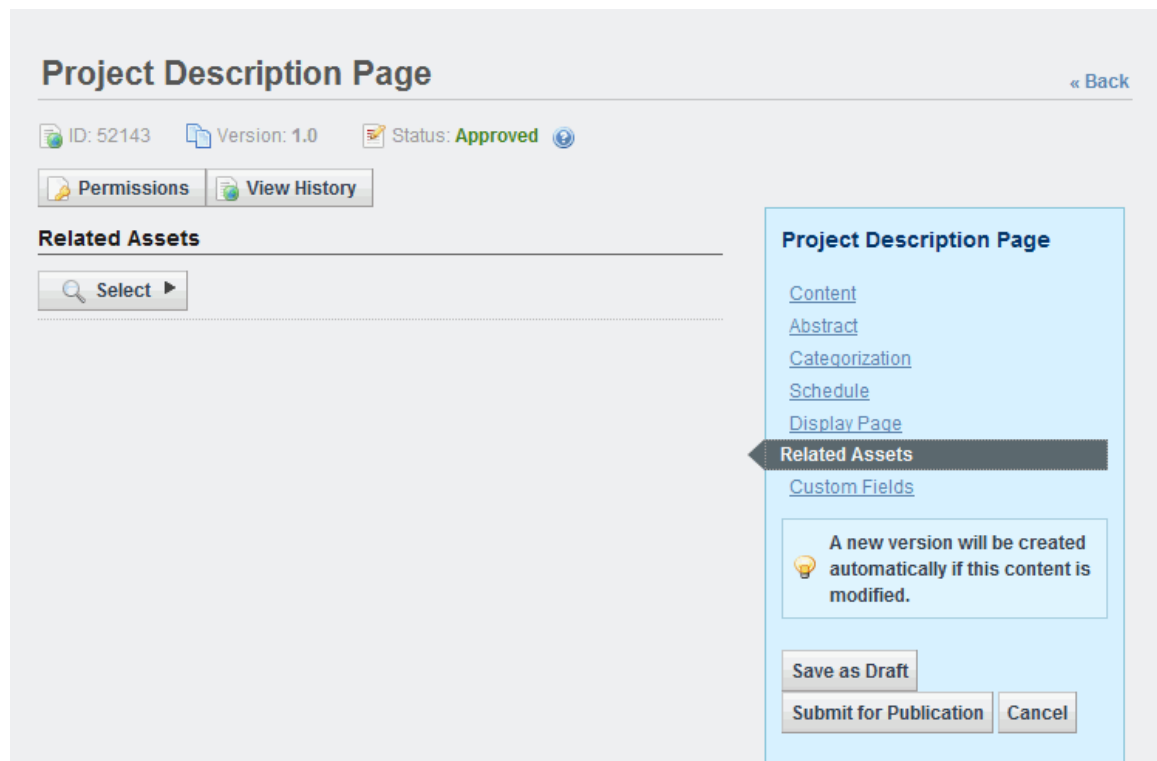 Project Description Page
« Back
ID: 52143 Version: 1.0 Status: Approved
Permissions View History
Related Assets
Select
Project Description Page
Content
Abstract
Categorization
Schedule
Display Page
Related Assets
Custom Fields
A new version will be created
automatically if this content is
modified.
Save as Draft
Submit for Publication Cancel